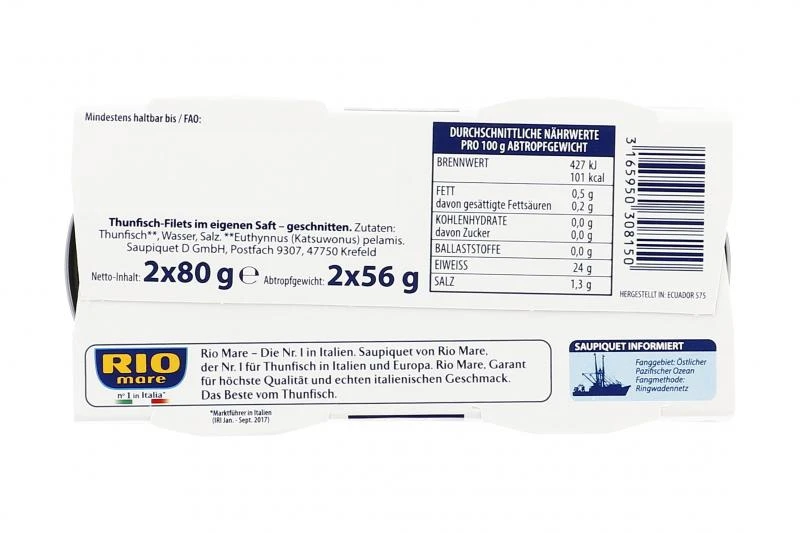 Mindestens haltbar bis / FAO:
Thunfisch-Filets im eigenen Saft – geschnitten. Zutaten:
Thunfisch**, Wasser, Salz. **Euthynnus (Katsuwonus) pelamis.
Saupiquet D GmbH, Postfach 9307, 47750 Krefeld
Netto-Inhalt: 2x80 g ℮ Abtropfgewicht: 2x56 g
DURCHSCHNITTLICHE NÄHRWERTE
PRO 100 g ABTROPFGEWICHT
BRENNWERT 427 kJ
101 kcal
FETT 0,5 g
davon gesättigte Fettsäuren 0,2 g
KOHLENHYDRATE 0,0 g
davon Zucker 0,0 g
BALLASTSTOFFE 0,0 g
EIWEISS 24 g
SALZ 1,3 g
3 165950 308150
HERGESTELLT IN: ECUADOR 575
RIO
mare
n° 1 in Italia*
Rio Mare – Die Nr. 1 in Italien. Saupiquet von Rio Mare,
der Nr. 1 für Thunfisch in Italien und Europa. Rio Mare. Garant
für höchste Qualität und echten italienischen Geschmack.
Das Beste vom Thunfisch.
*Marktführer in Italien
(IRI Jan. - Sept. 2017)
SAUPIQUET INFORMIERT
Fanggebiet: Östlicher
Pazifischer Ozean
Fangmethode:
Ringwadennetz